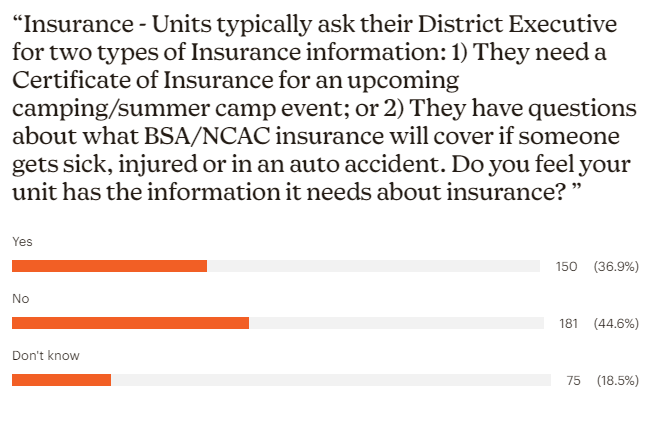 “Insurance - Units typically ask their District Executive
for two types of Insurance information: 1) They need a
Certificate of Insurance for an upcoming
camping/summer camp event; or 2) They have questions
about what BSA/NCAC insurance will cover if someone
gets sick, injured or in an auto accident. Do you feel your
unit has the information it needs about insurance? ”
Yes
150 (36.9%)
No
181 (44.6%)
Don't know
75 (18.5%)